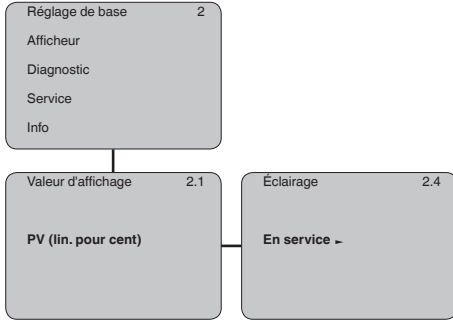 Réglage de base 2
Afficheur
Diagnostic
Service
Info
Valeur d'affichage 2.1
PV (lin. pour cent)
Éclairage 2.4
En service ►